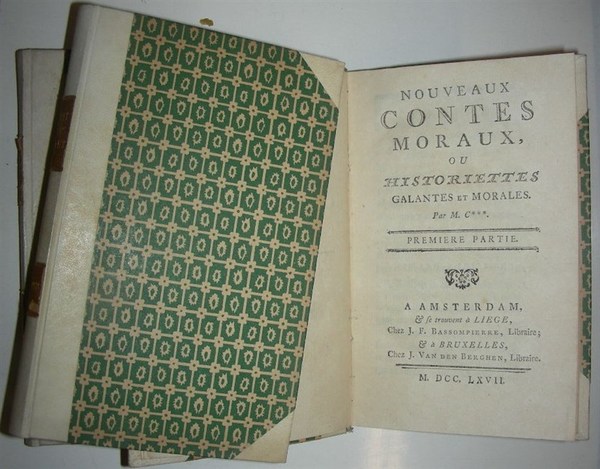 NOUVEAUX
CONTES
MORAUX,
OU
HISTORIETTES
GALANTES ET MORALES.
Par M. C***.
PREMIERE PARTIE.
A AMSTERDAM,
& se trouvent à LIEGE,
Chez J. F. BASSOMPIERRE, Libraire;
& à BRUXELLES,
Chez J. VAN DEN BERGHEN, Libraire.
M. DCC. LXVII.